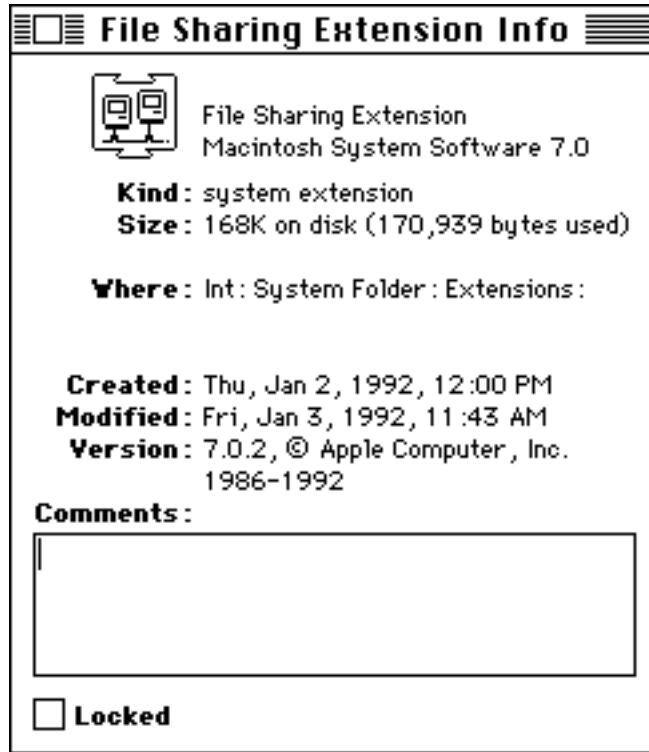 File Sharing Extension Info
File Sharing Extension
Macintosh System Software 7.0
Kind: system extension
Size: 168K on disk (170,939 bytes used)
Where: Int: System Folder: Extensions:
Created: Thu, Jan 2, 1992, 12:00 PM
Modified: Fri, Jan 3, 1992, 11:43 AM
Version: 7.0.2, © Apple Computer, Inc.
1986-1992
Comments:
Locked